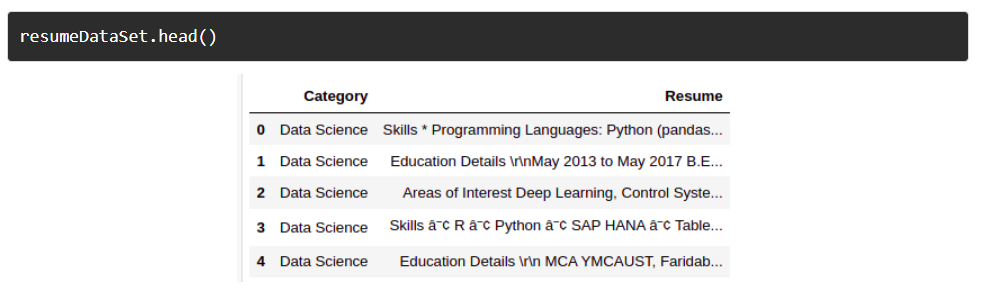 resumeDataSet.head()
Category Resume
0 Data Science Skills * Programming Languages: Python (pandas...
1 Data Science Education Details \r\nMay 2013 to May 2017 B.E...
2 Data Science Areas of Interest Deep Learning, Control Syste...
3 Data Science Skills â¯¢ R â¯¢ Python â¯¢ SAP HANA â¯¢ Table...
4 Data Science Education Details \r\n MCA YMCAUST, Faridab...